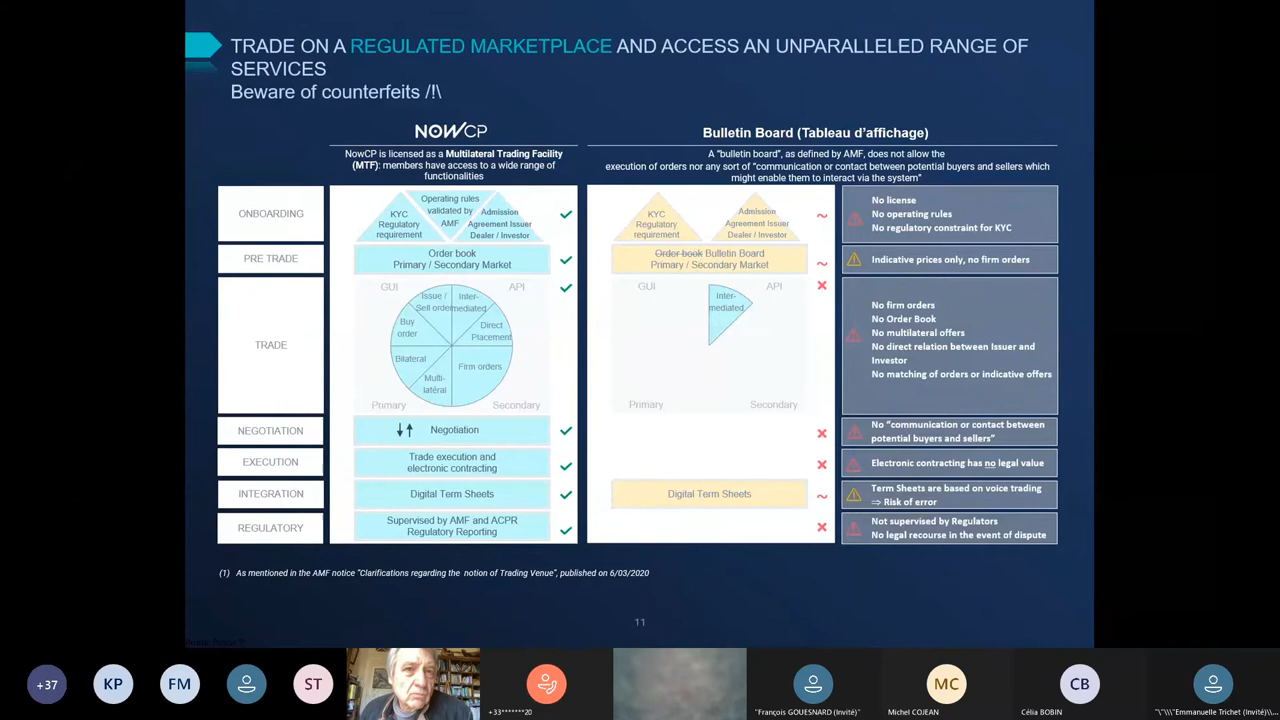 TRADE ON A REGULATED MARKETPLACE AND ACCESS AN UNPARALLELED RANGE OF
SERVICES
Beware of counterfeits /!\
NOWCP
NowCP is licensed as a Multilateral Trading Facility
(MTF): members have access to a wide range of
functionalities
Bulletin Board (Tableau d'affichage)
A "bulletin board", as defined by AMF, does not allow the
execution of orders nor any sort of "communication or contact between
potential buyers and sellers which
might enable them to interact via the system"
ONBOARDING
KYC
Regulatory
requirement
Operating rules
validated by
AMF
Admission
Agreement Issuer
Dealer / Investor
KYC
Regulatory
requirement
Admission
Agreement Issuer
Dealer / Investor
No license
No operating rules
No regulatory constraint for KYC
PRE TRADE
Order book
Primary / Secondary Market
Order book Bulletin Board
Primary / Secondary Market
Indicative prices only, no firm orders
TRADE
GUI
API
Issue /
Sell order
Inter-
mediated
Buy
order
Direct
Placement
Bilateral
Firm orders
Multi-
latéral
Primary
Secondary
GUI
API
Inter-
mediated
Primary
Secondary
No firm orders
No Order Book
No multilateral offers
No direct relation between Issuer and
Investor
No matching of orders or indicative offers
NEGOTIATION
Negotiation
No "communication or contact between
potential buyers and sellers"
EXECUTION
Trade execution and
electronic contracting
Electronic contracting has no legal value
INTEGRATION
Digital Term Sheets
Digital Term Sheets
Term Sheets are based on voice trading
⇒ Risk of error
REGULATORY
Supervised by AMF and ACPR
Regulatory Reporting
Not supervised by Regulators
No legal recourse in the event of dispute
(1) As mentioned in the AMF notice "Clarifications regarding the notion of Trading Venue", published on 6/03/2020
11
+37
KP
FM
ST
+33*******20
"François GOUESNARD (Invité)"
MC
Michel COJEAN
CB
Célia BOBIN
"\"\\\"Emmanuelle Trichet (Invité)\\...